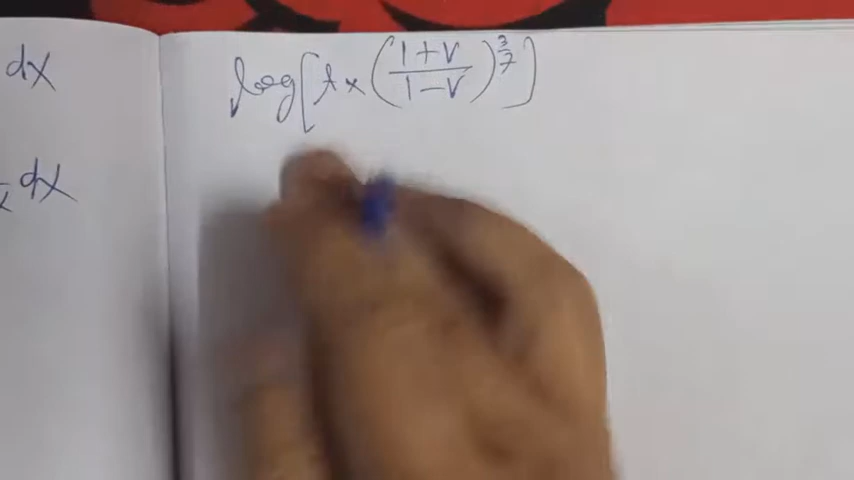 dx
log[t × ((1+V)/(1-V))^(3/7)]
dx